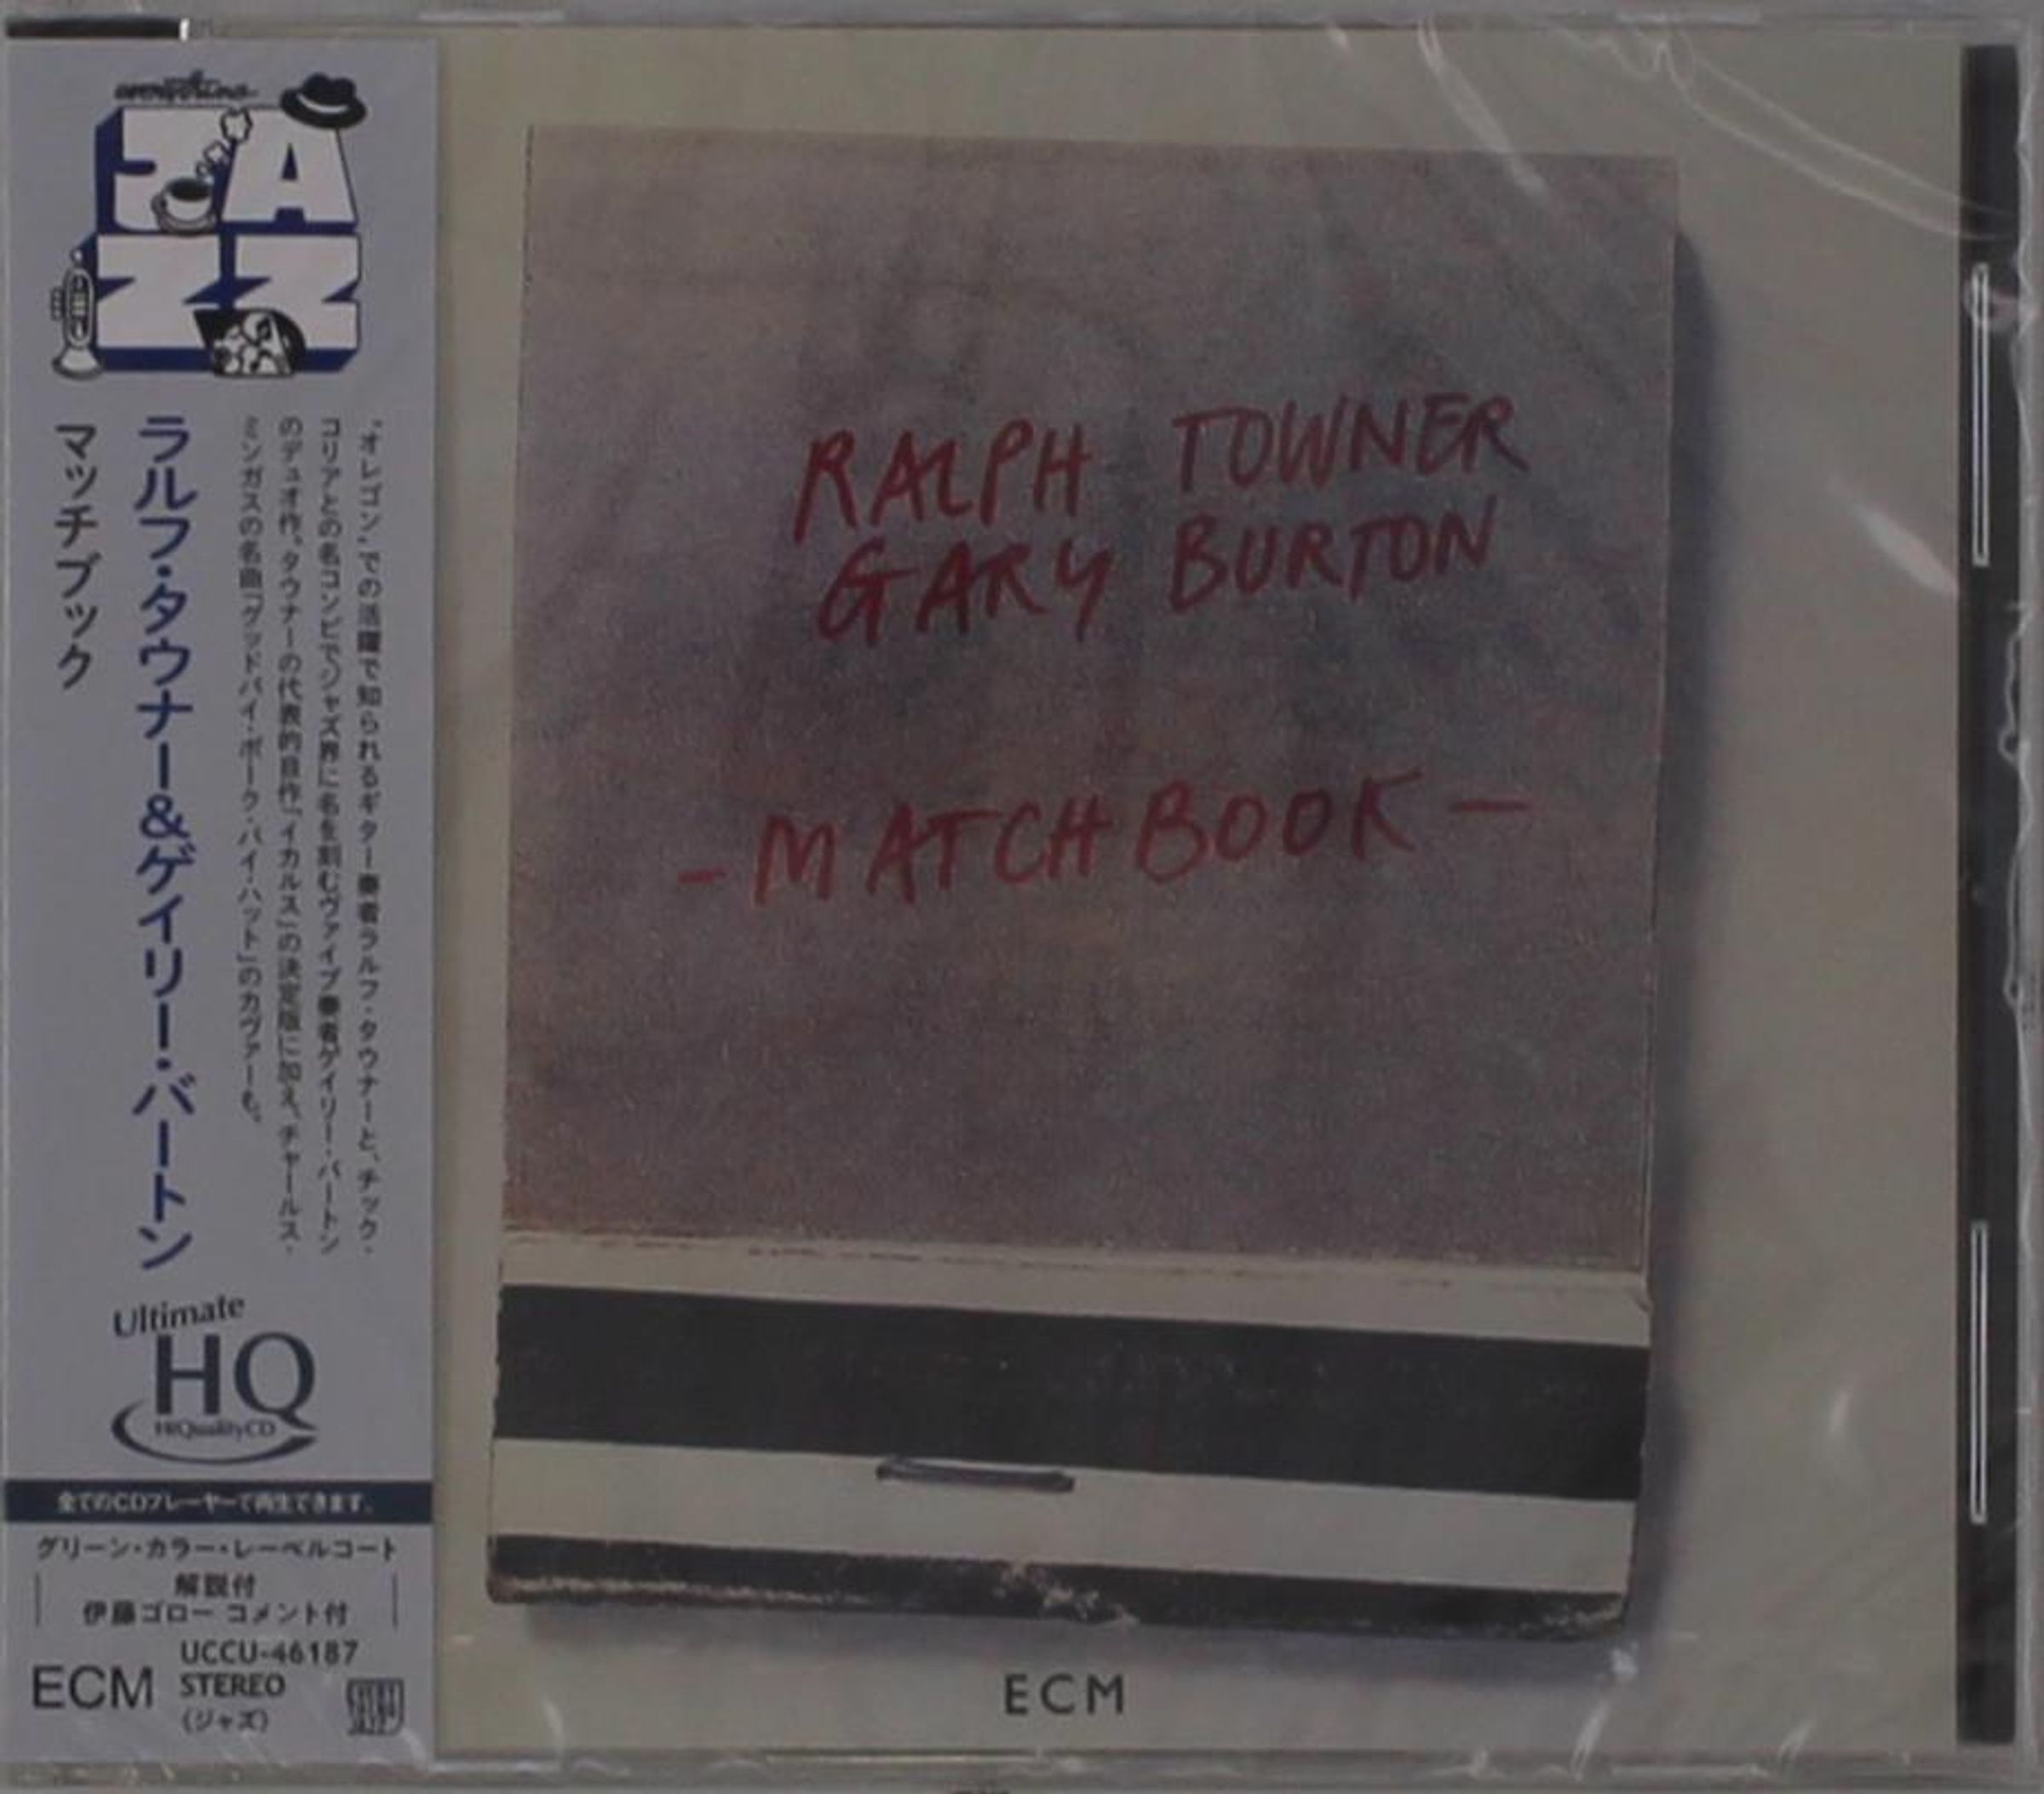 JAZZ
"オレゴン"での活躍で知られるギター奏者ラルフ・タウナーと、チック・
コリアとの名コンビでジャズ界に名を刻むヴァイブ奏者ゲイリー・バートン
のデュオ作。タウナーの代表的自作「イカルス」の決定版に加え、チャールス・
ミンガスの名曲「グッドバイ・ポーク・パイ・ハット」のカヴァーも。
ラルフ・タウナー&ゲイリー・バートン
マッチブック
Ultimate
HQ
HiQualityCD
全てのCDプレーヤーで再生できます。
グリーン・カラー・レーベルコート
解説付
伊藤ゴロー コメント付
UCCU-46187
ECM STEREO
(ジャズ)
RALPH TOWNER
GARY BURTON
- MATCHBOOK -
ECM